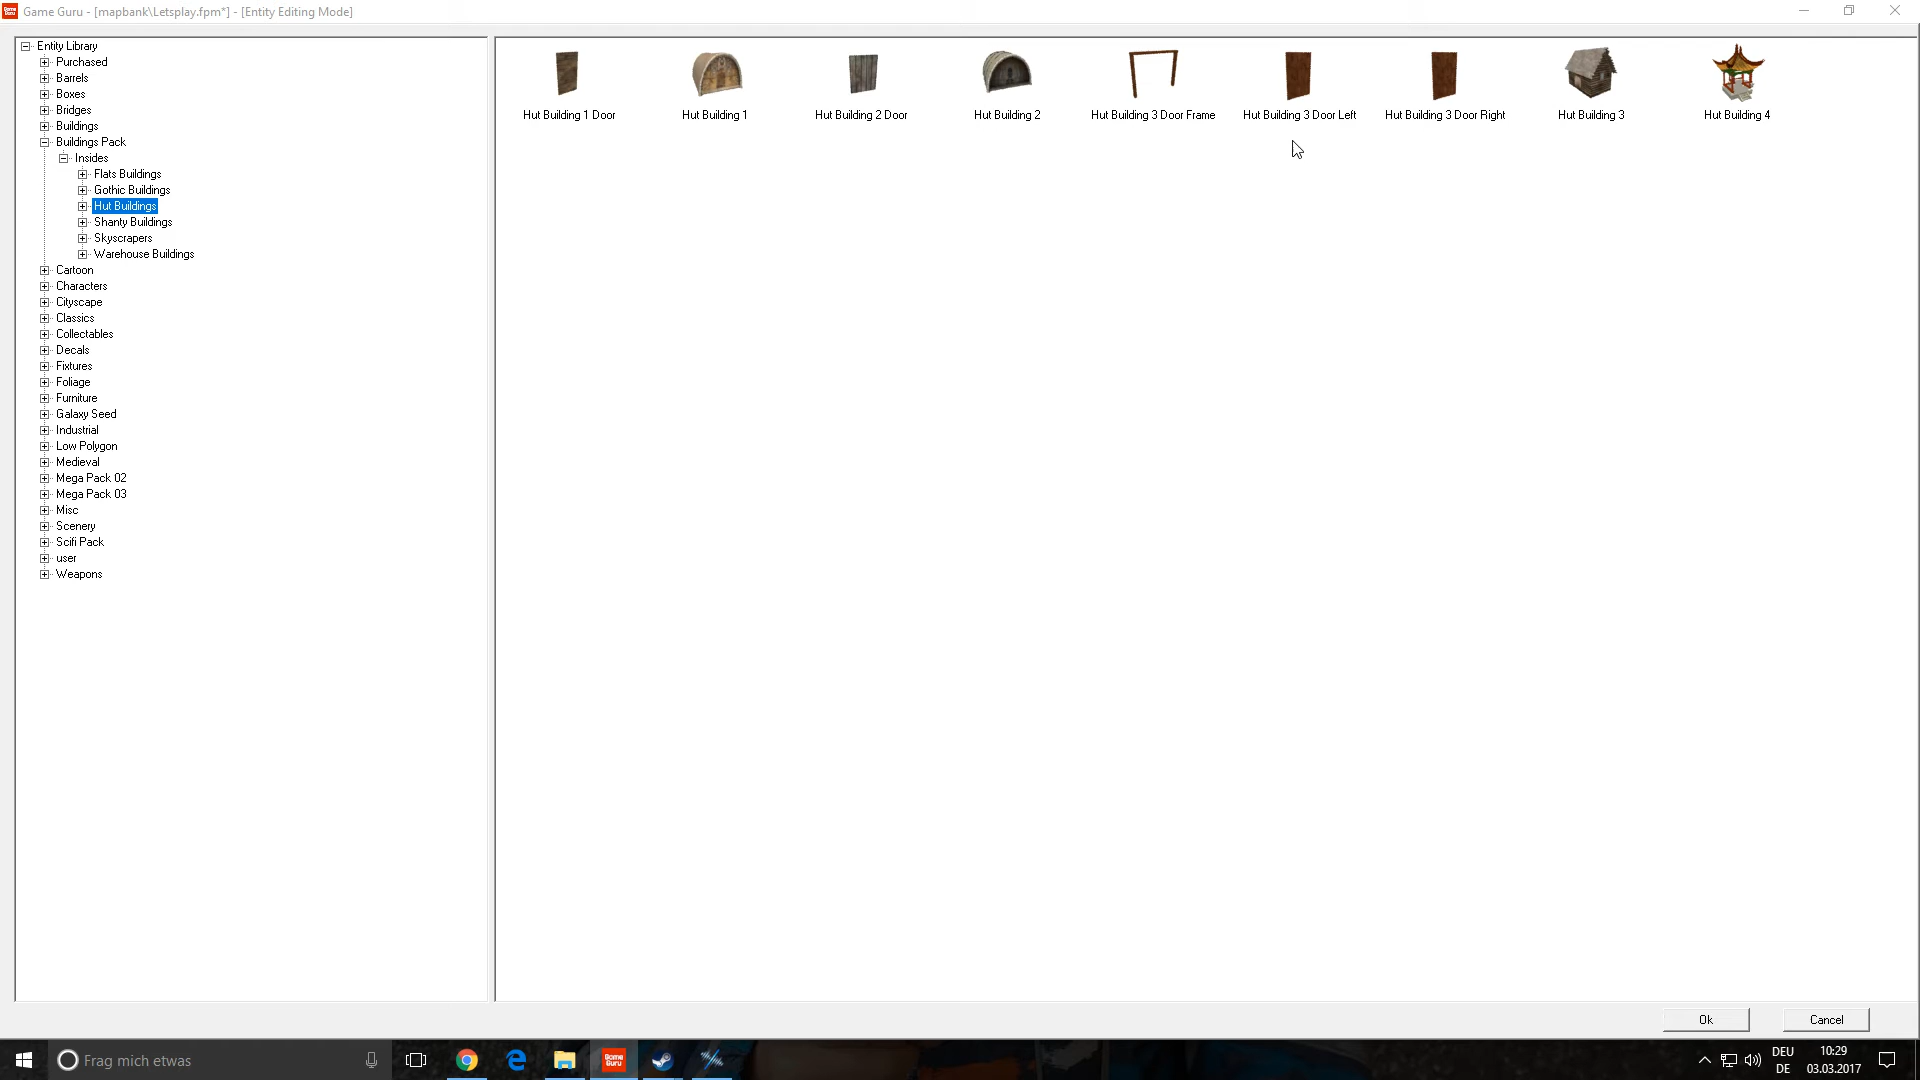 Game Guru - [mapbank\Letsplay.fpm*] - [Entity Editing Mode]
Entity Library
Purchased
Barrels
Boxes
Bridges
Buildings
Buildings Pack
Insides
Flats Buildings
Gothic Buildings
Hut Buildings
Shanty Buildings
Skyscrapers
Warehouse Buildings
Cartoon
Characters
Cityscape
Classics
Collectables
Decals
Fixtures
Foliage
Furniture
Galaxy Seed
Industrial
Low Polygon
Medieval
Mega Pack 02
Mega Pack 03
Misc
Scenery
Scifi Pack
user
Weapons
Hut Building 1 Door
Hut Building 1
Hut Building 2 Door
Hut Building 2
Hut Building 3 Door Frame
Hut Building 3 Door Left
Hut Building 3 Door Right
Hut Building 3
Hut Building 4
Ok
Cancel
Frag mich etwas
Game
Guru
DEU
DE
10:29
03.03.2017